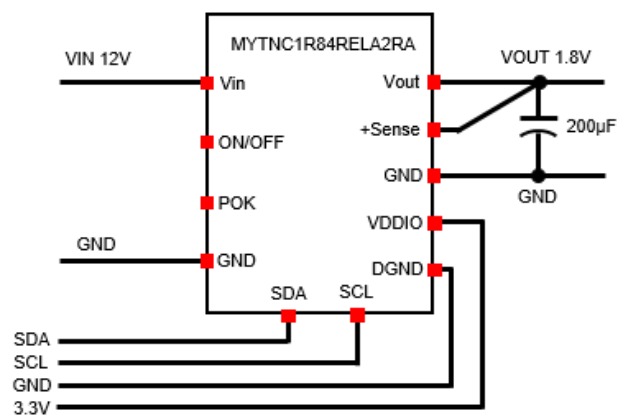 MYTNC1R84RELA2RA
VIN 12V
VOUT 1.8V
Vin
Vout
ON/OFF
+Sense
200µF
POK
GND
GND
VDDIO
GND
GND
DGND
SDA
SCL
SDA
SCL
GND
3.3V